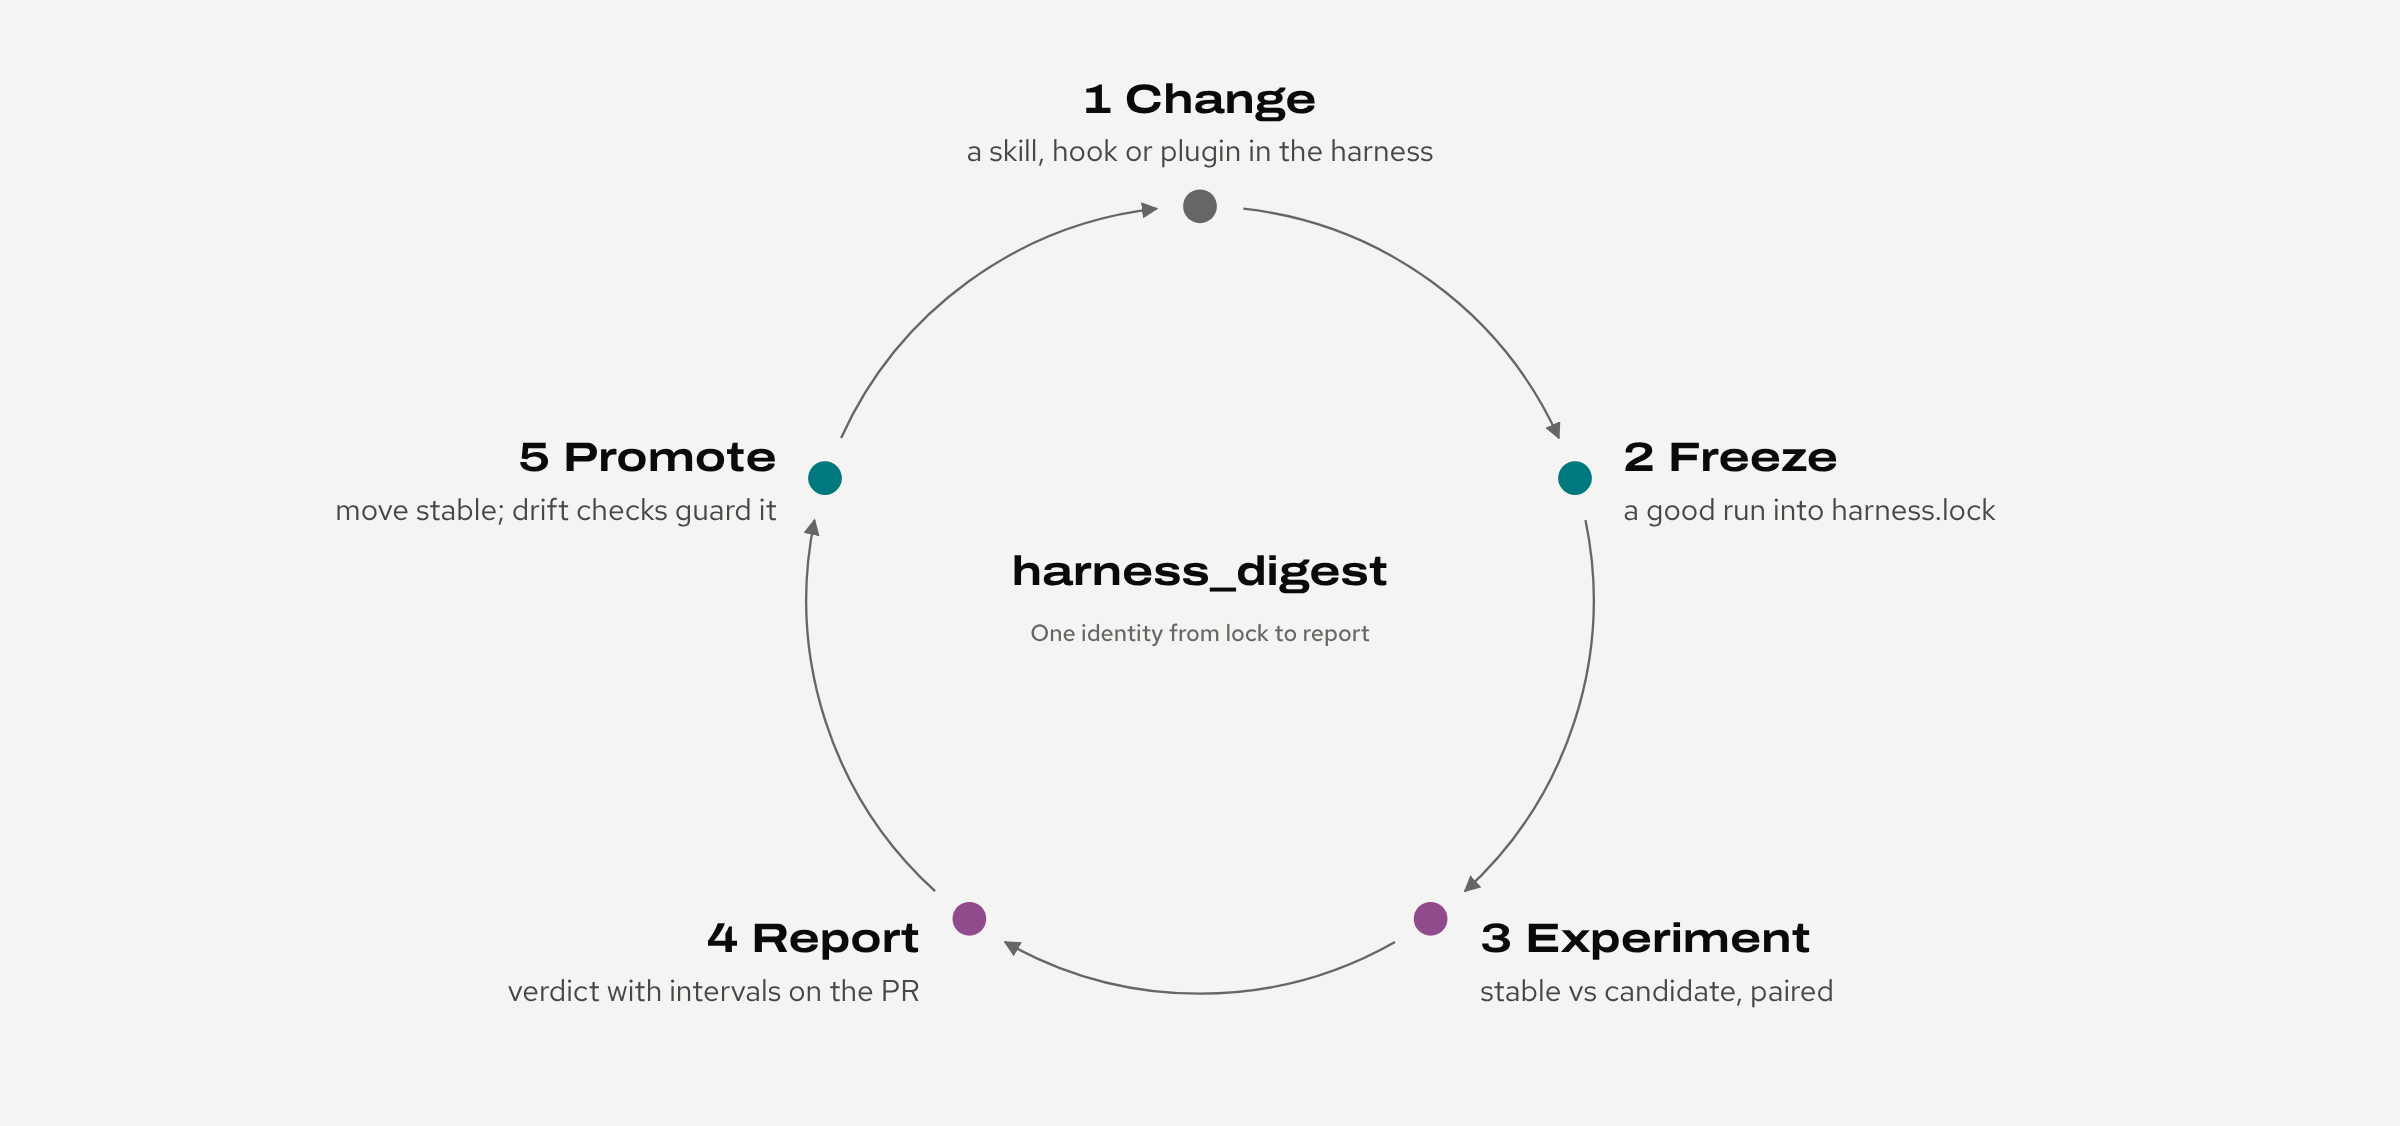 1 Change
a skill, hook or plugin in the harness
2 Freeze
a good run into harness.lock
3 Experiment
stable vs candidate, paired
4 Report
verdict with intervals on the PR
5 Promote
move stable; drift checks guard it
harness_digest
One identity from lock to report